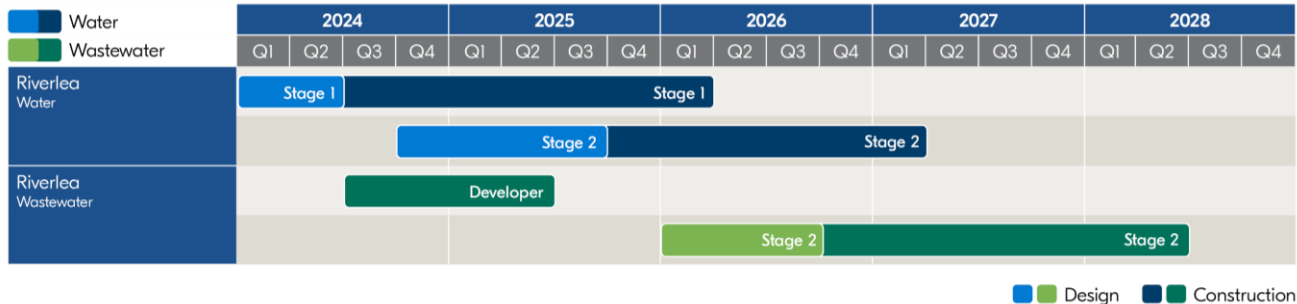 Water
2024 2025 2026 2027 2028
Wastewater
Q1 Q2 Q3 Q4 Q1 Q2 Q3 Q4 Q1 Q2 Q3 Q4 Q1 Q2 Q3 Q4 Q1 Q2 Q3 Q4
Riverlea
Water
Stage 1 Stage 1
Stage 2 Stage 2
Riverlea
Wastewater
Developer
Stage 2 Stage 2
Design Construction